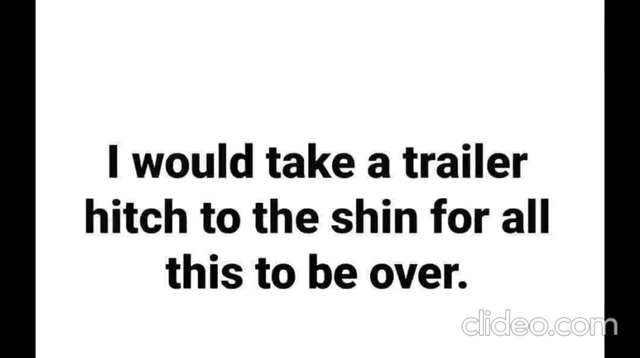 I would take a trailer
hitch to the shin for all
this to be over.
clideo.com